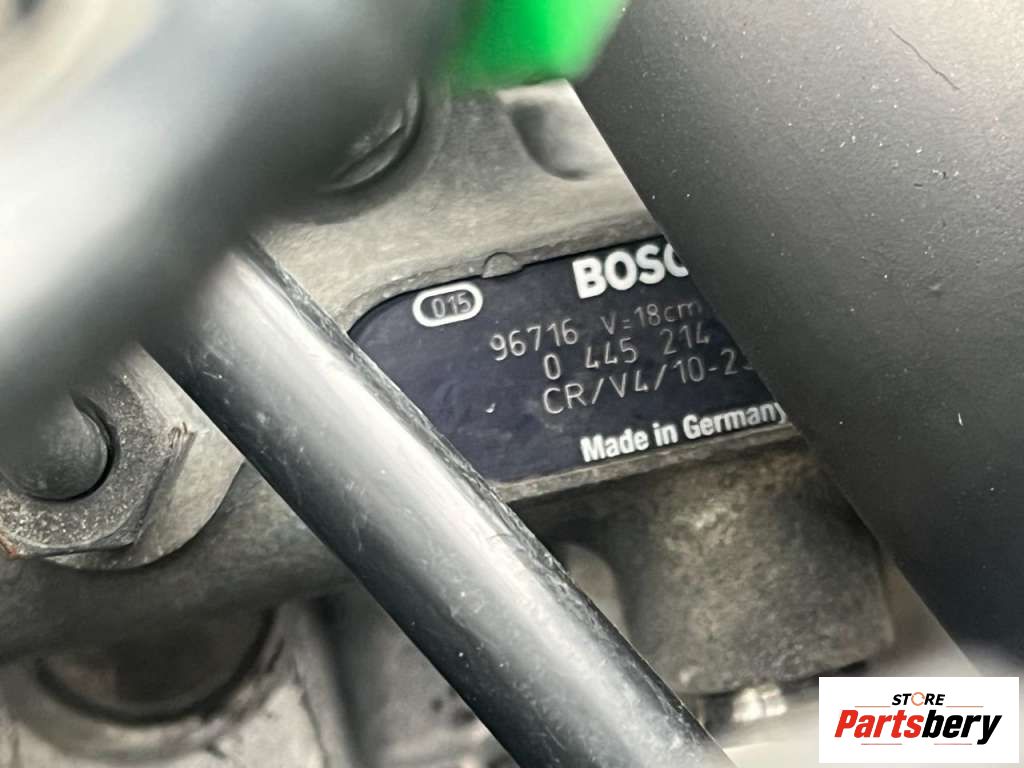 015
BOSC
96716 V=18cm
0 445 214
CR/V4/10-2
Made in Germany
STORE
Partsbery